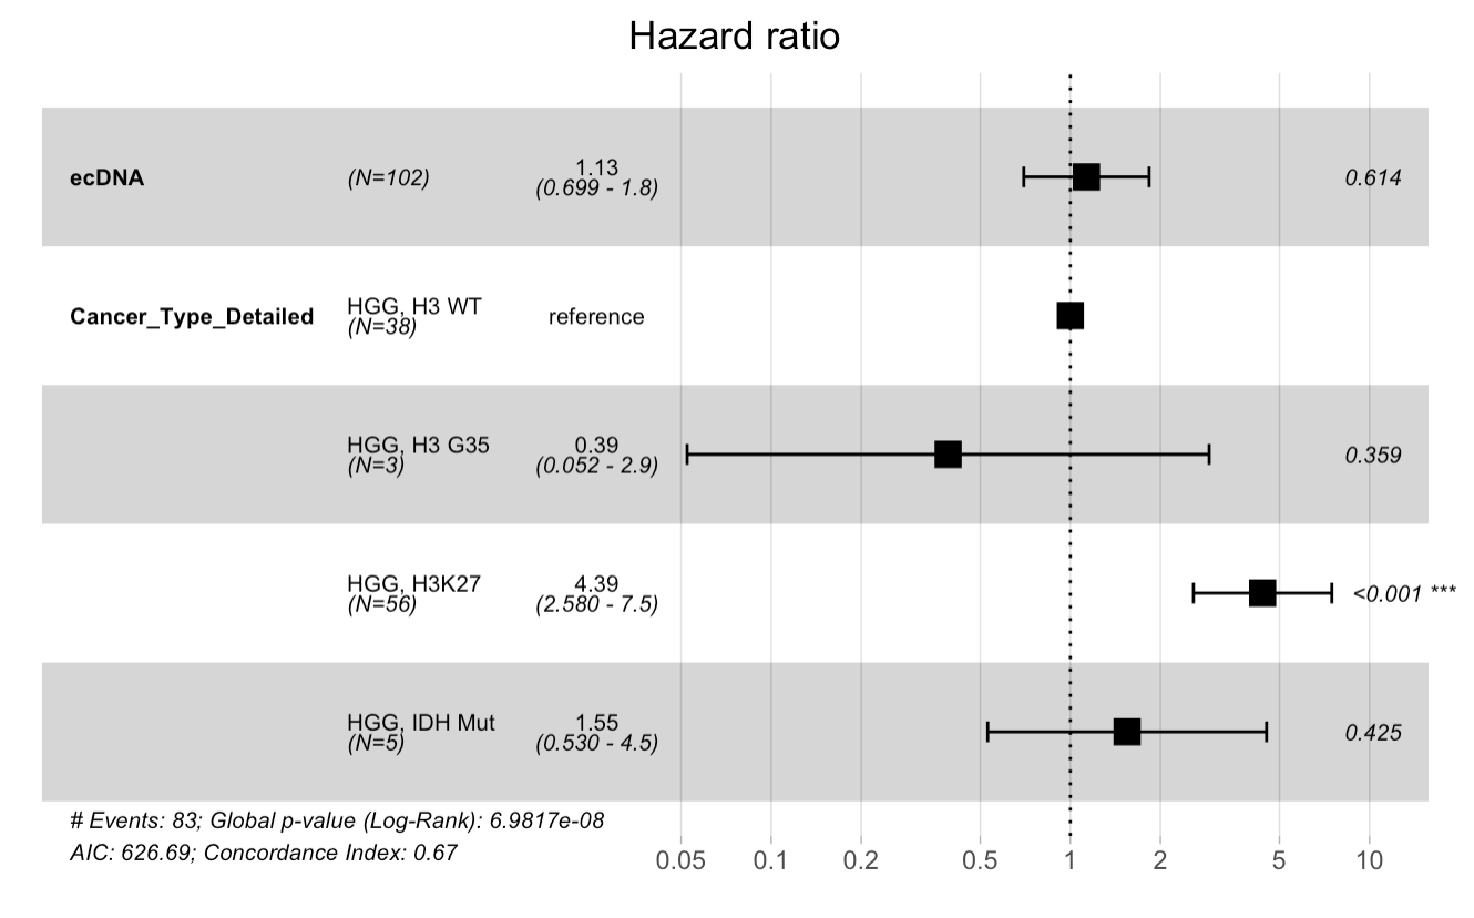 Hazard ratio
ecDNA (N=102) 1.13 (0.699 - 1.8) 0.614
Cancer_Type_Detailed HGG, H3 WT (N=38) reference
HGG, H3 G35 (N=3) 0.39 (0.052 - 2.9) 0.359
HGG, H3K27 (N=56) 4.39 (2.580 - 7.5) <0.001 ***
HGG, IDH Mut (N=5) 1.55 (0.530 - 4.5) 0.425
# Events: 83; Global p-value (Log-Rank): 6.9817e-08
AIC: 626.69; Concordance Index: 0.67
0.05 0.1 0.2 0.5 1 2 5 10